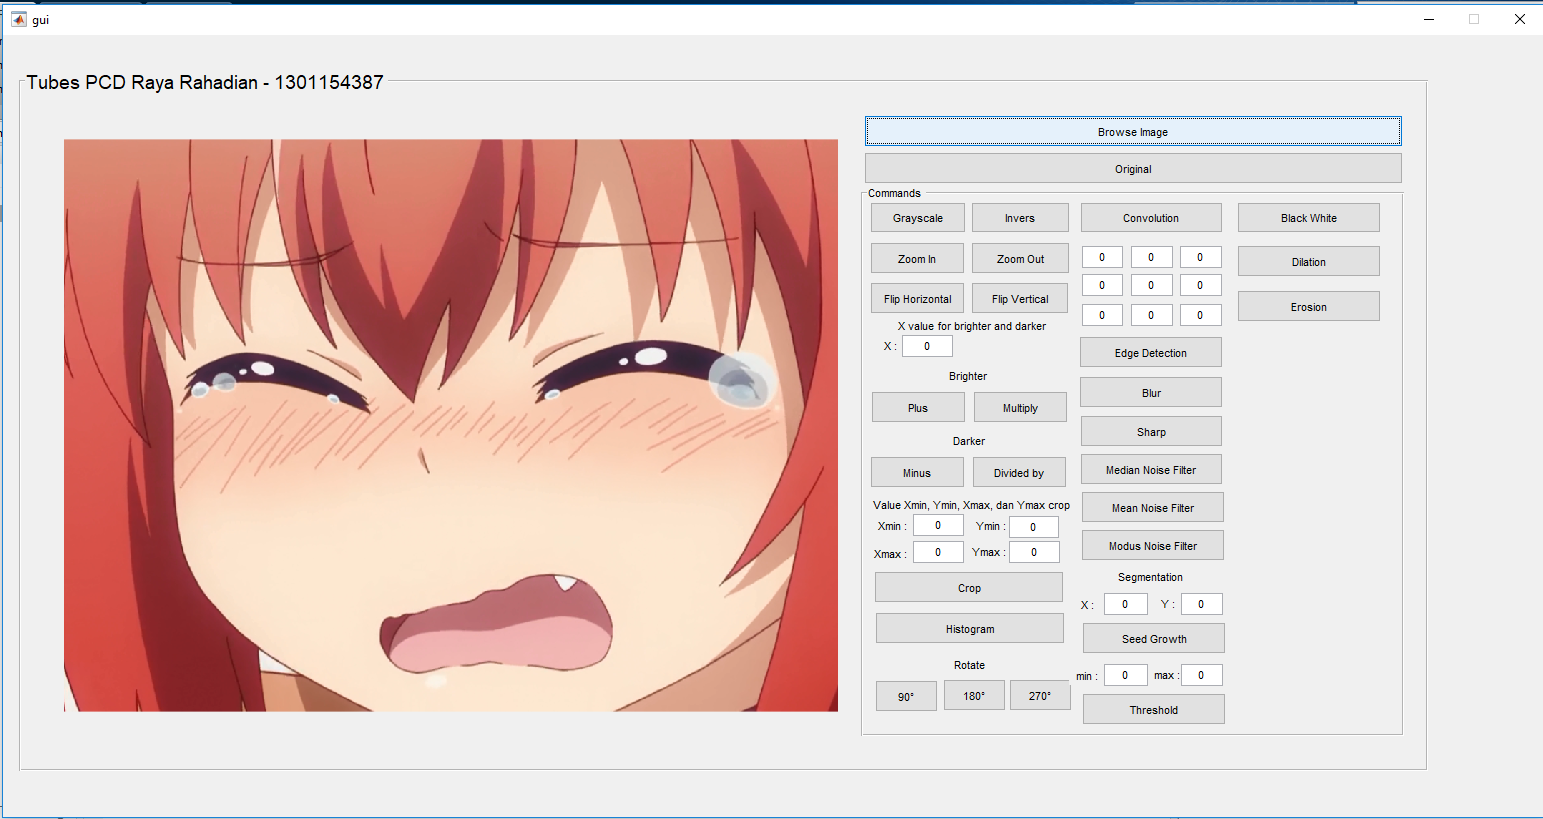 gui
Tubes PCD Raya Rahadian - 1301154387
Browse Image
Original
Commands
Grayscale
Invers
Convolution
Black White
Zoom In
Zoom Out
0 0 0
Dilation
0 0 0
Flip Horizontal
Flip Vertical
0 0 0
Erosion
X value for brighter and darker
X : 0
Edge Detection
Brighter
Blur
Plus
Multiply
Sharp
Darker
Minus
Divided by
Median Noise Filter
Value Xmin, Ymin, Xmax, dan Ymax crop
Mean Noise Filter
Xmin : 0 Ymin : 0
Xmax : 0 Ymax : 0
Modus Noise Filter
Segmentation
Crop
X : 0 Y : 0
Histogram
Seed Growth
Rotate
min : 0 max : 0
90°
180°
270°
Threshold